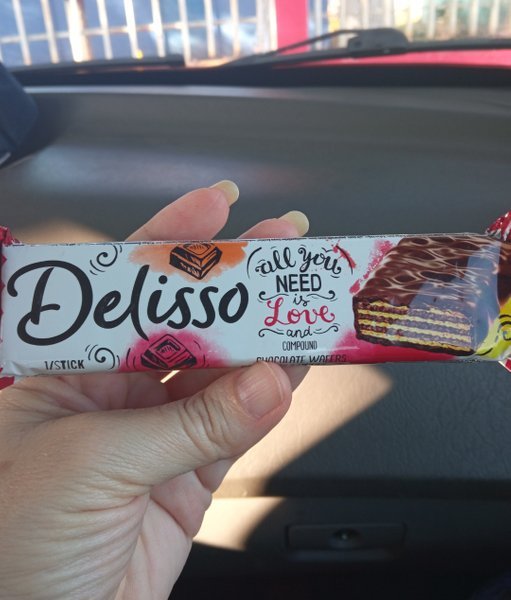 Delisso
1/STICK
all you
NEED
is
Love
and
COMPOUND
CHOCOLATE WAFERS